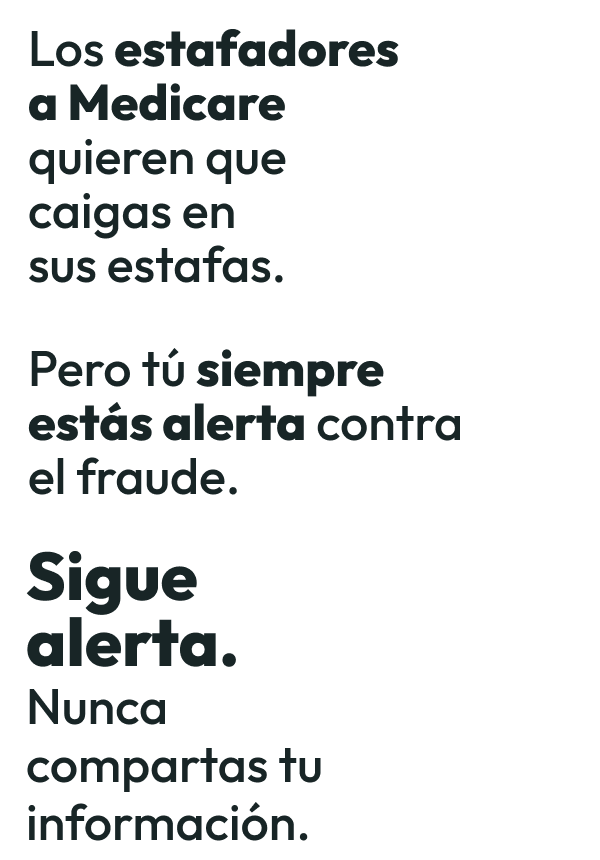 Los estafadores
a Medicare
quieren que
caigas en
sus estafas.
Pero tú siempre
estás alerta contra
el fraude.
Sigue
alerta.
Nunca
compartas tu
información.